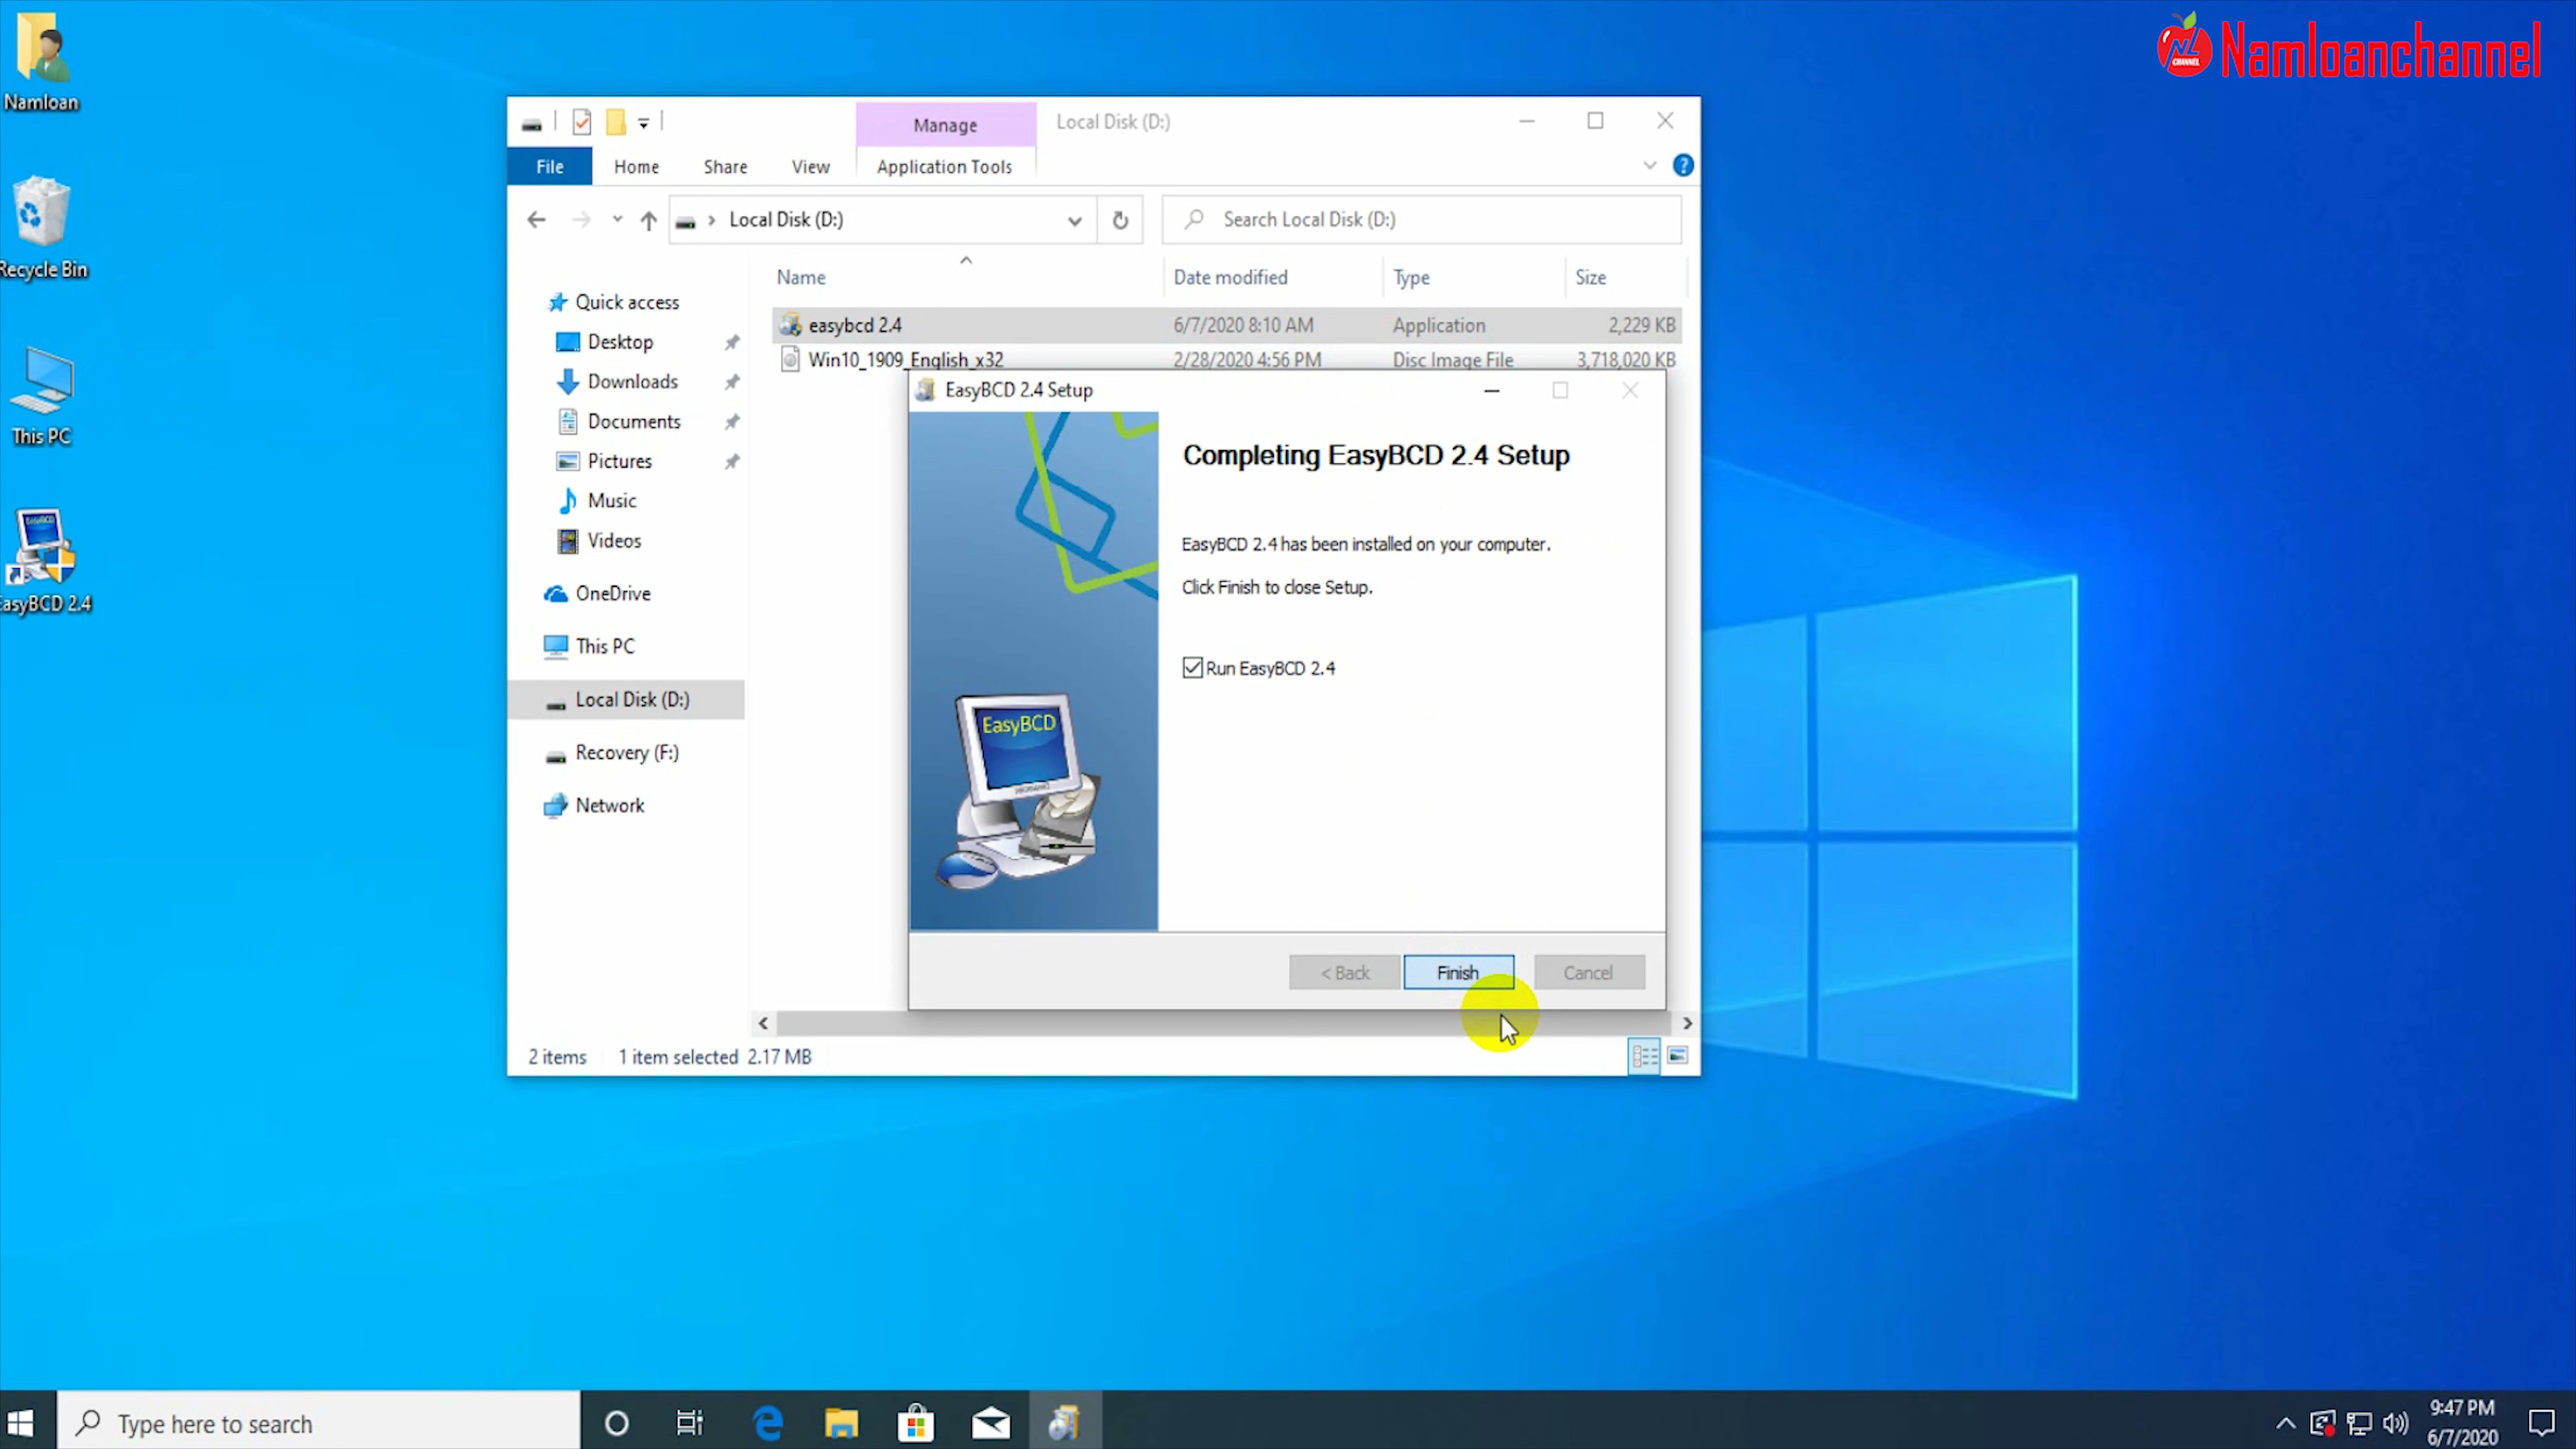 Namloanchannel
NL
CHANNEL
Namloan
Recycle Bin
This PC
EasyBCD
EasyBCD 2.4
Manage
Local Disk (D:)
File
Home
Share
View
Application Tools
?
Local Disk (D:)
Search Local Disk (D:)
Name
Date modified
Type
Size
easybcd 2.4
6/7/2020 8:10 AM
Application
2,229 KB
Win10_1909_English_x32
2/28/2020 4:56 PM
Disc Image File
3,718,020 KB
Quick access
Desktop
Downloads
Documents
Pictures
Music
Videos
OneDrive
This PC
Local Disk (D:)
Recovery (F:)
Network
EasyBCD 2.4 Setup
Completing EasyBCD 2.4 Setup
EasyBCD 2.4 has been installed on your computer.
Click Finish to close Setup.
Run EasyBCD 2.4
EasyBCD
< Back
Finish
Cancel
2 items
1 item selected 2.17 MB
Type here to search
9:47 PM
6/7/2020